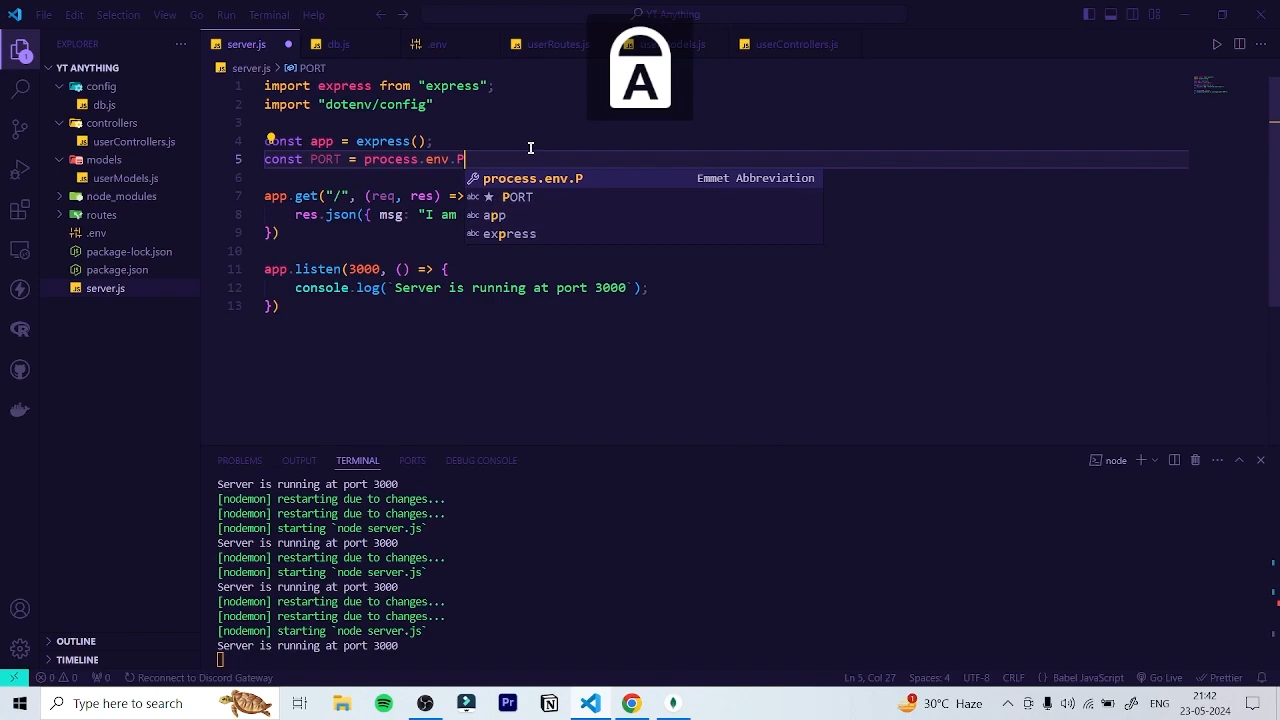 File Edit Selection View Go Run Terminal Help
YT Anything
EXPLORER
server.js
db.js
.env
userRoutes.js
userModels.js
userControllers.js
YT ANYTHING
config
db.js
controllers
userControllers.js
models
userModels.js
node_modules
routes
.env
package-lock.json
package.json
server.js
OUTLINE
TIMELINE
server.js > PORT
A
1 import express from "express";
2 import "dotenv/config"
3
4 const app = express();
5 const PORT = process.env.P
6
7 app.get("/", (req, res) =>
8 res.json({ msg: "I am
9 })
10
11 app.listen(3000, () => {
12 console.log(`Server is running at port 3000`);
13 })
process.env.P Emmet Abbreviation
abc ★ PORT
abc app
abc express
PROBLEMS OUTPUT TERMINAL PORTS DEBUG CONSOLE
node
Server is running at port 3000
[nodemon] restarting due to changes...
[nodemon] restarting due to changes...
[nodemon] starting `node server.js`
Server is running at port 3000
[nodemon] restarting due to changes...
[nodemon] starting `node server.js`
Server is running at port 3000
[nodemon] restarting due to changes...
[nodemon] restarting due to changes...
[nodemon] starting `node server.js`
Server is running at port 3000
0 0 0 Reconnect to Discord Gateway
Ln 5, Col 27 Spaces: 4 UTF-8 CRLF {} Babel JavaScript Go Live Prettier
Type here to search
Pr
30°C Haze
ENG
21:07
23-05-2024